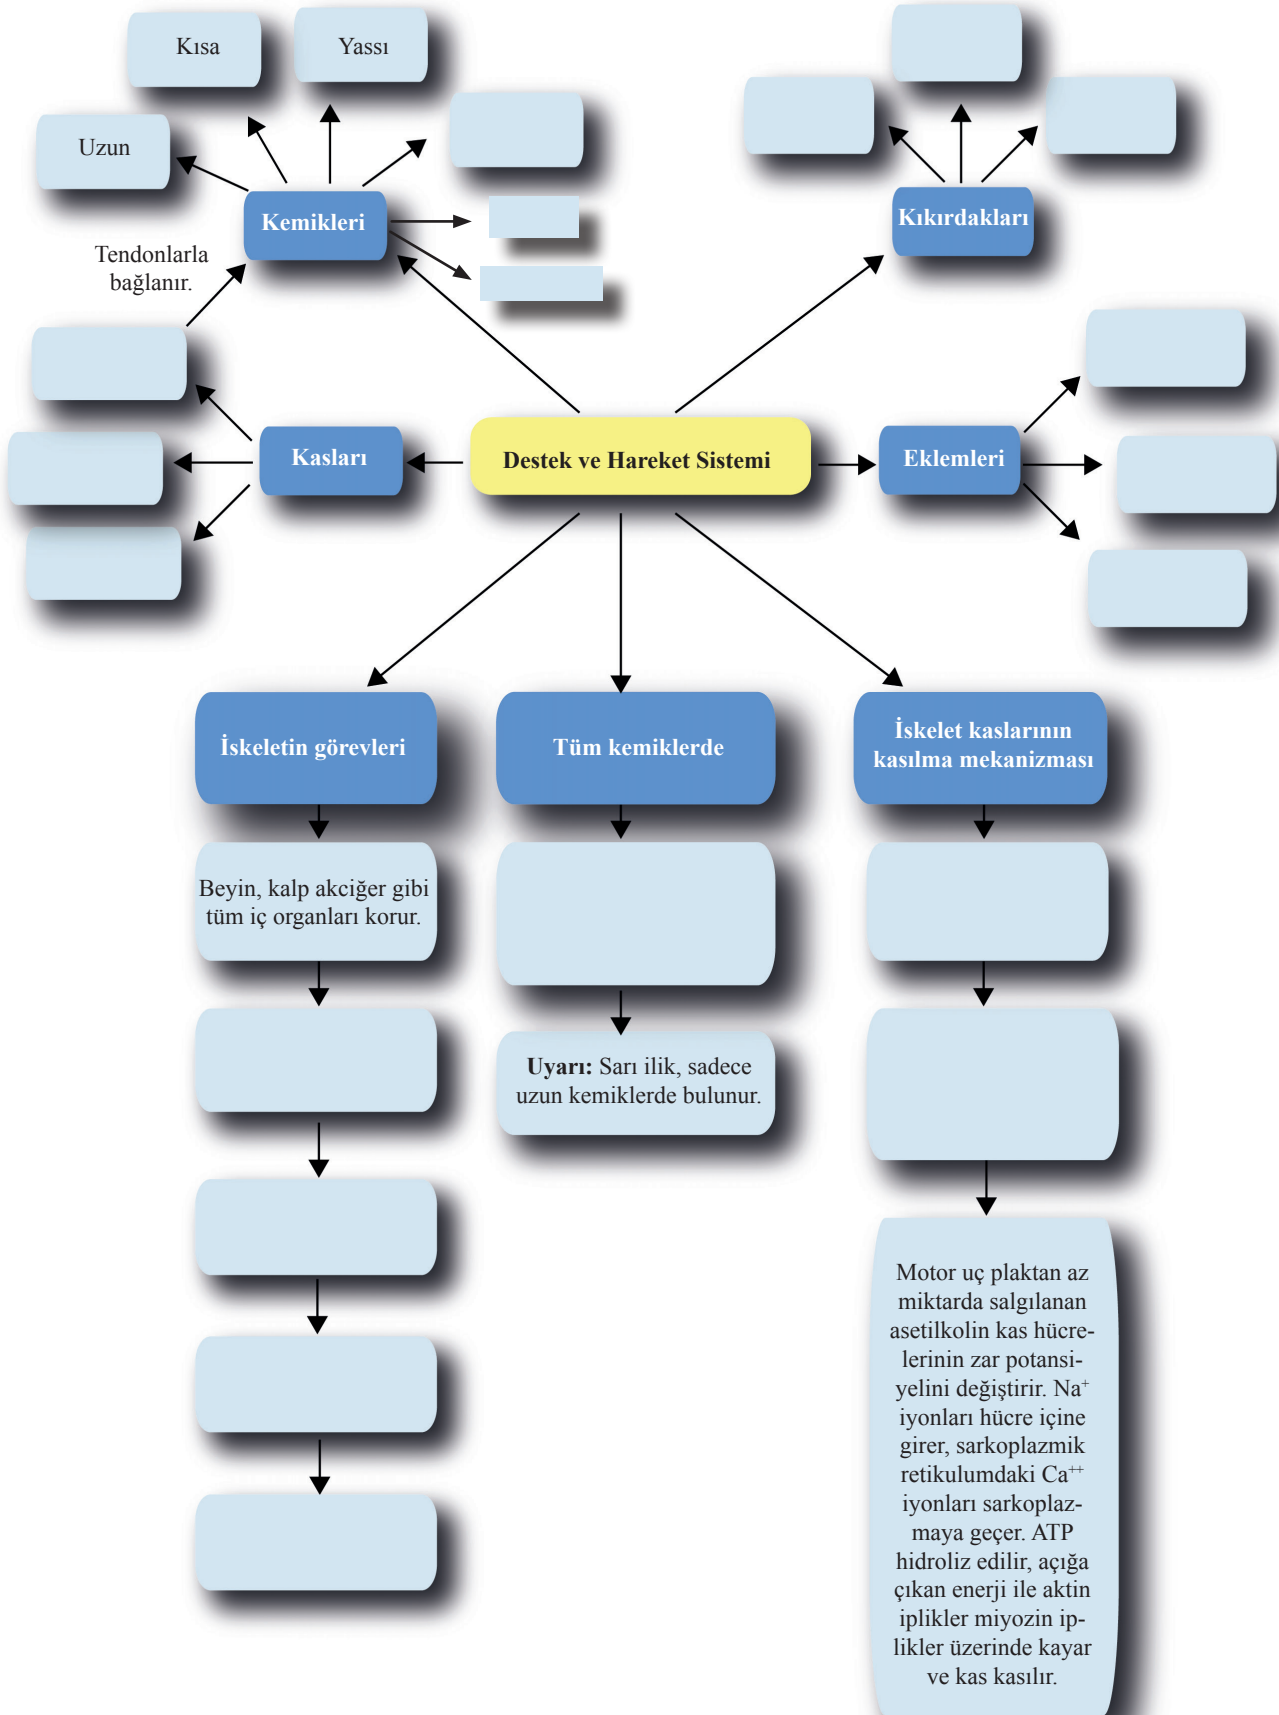 Kısa
Yassı
Uzun
Kemikleri
Kıkırdakları
Tendonlarla
bağlanır.
Kasları
Destek ve Hareket Sistemi
Eklemleri
İskeletin görevleri
Tüm kemiklerde
İskelet kaslarının
kasılma mekanizması
Beyin, kalp akciğer gibi
tüm iç organları korur.
Uyarı: Sarı ilik, sadece
uzun kemiklerde bulunur.
Motor uç plaktan az
miktarda salgılanan
asetilkolin kas hücre-
lerinin zar potansi-
yelini değiştirir. Na⁺
iyonları hücre içine
girer, sarkoplazmik
retikulumdaki Ca⁺⁺
iyonları sarkoplaz-
maya geçer. ATP
hidroliz edilir, açığa
çıkan enerji ile aktin
iplikler miyozin ip-
likler üzerinde kayar
ve kas kasılır.